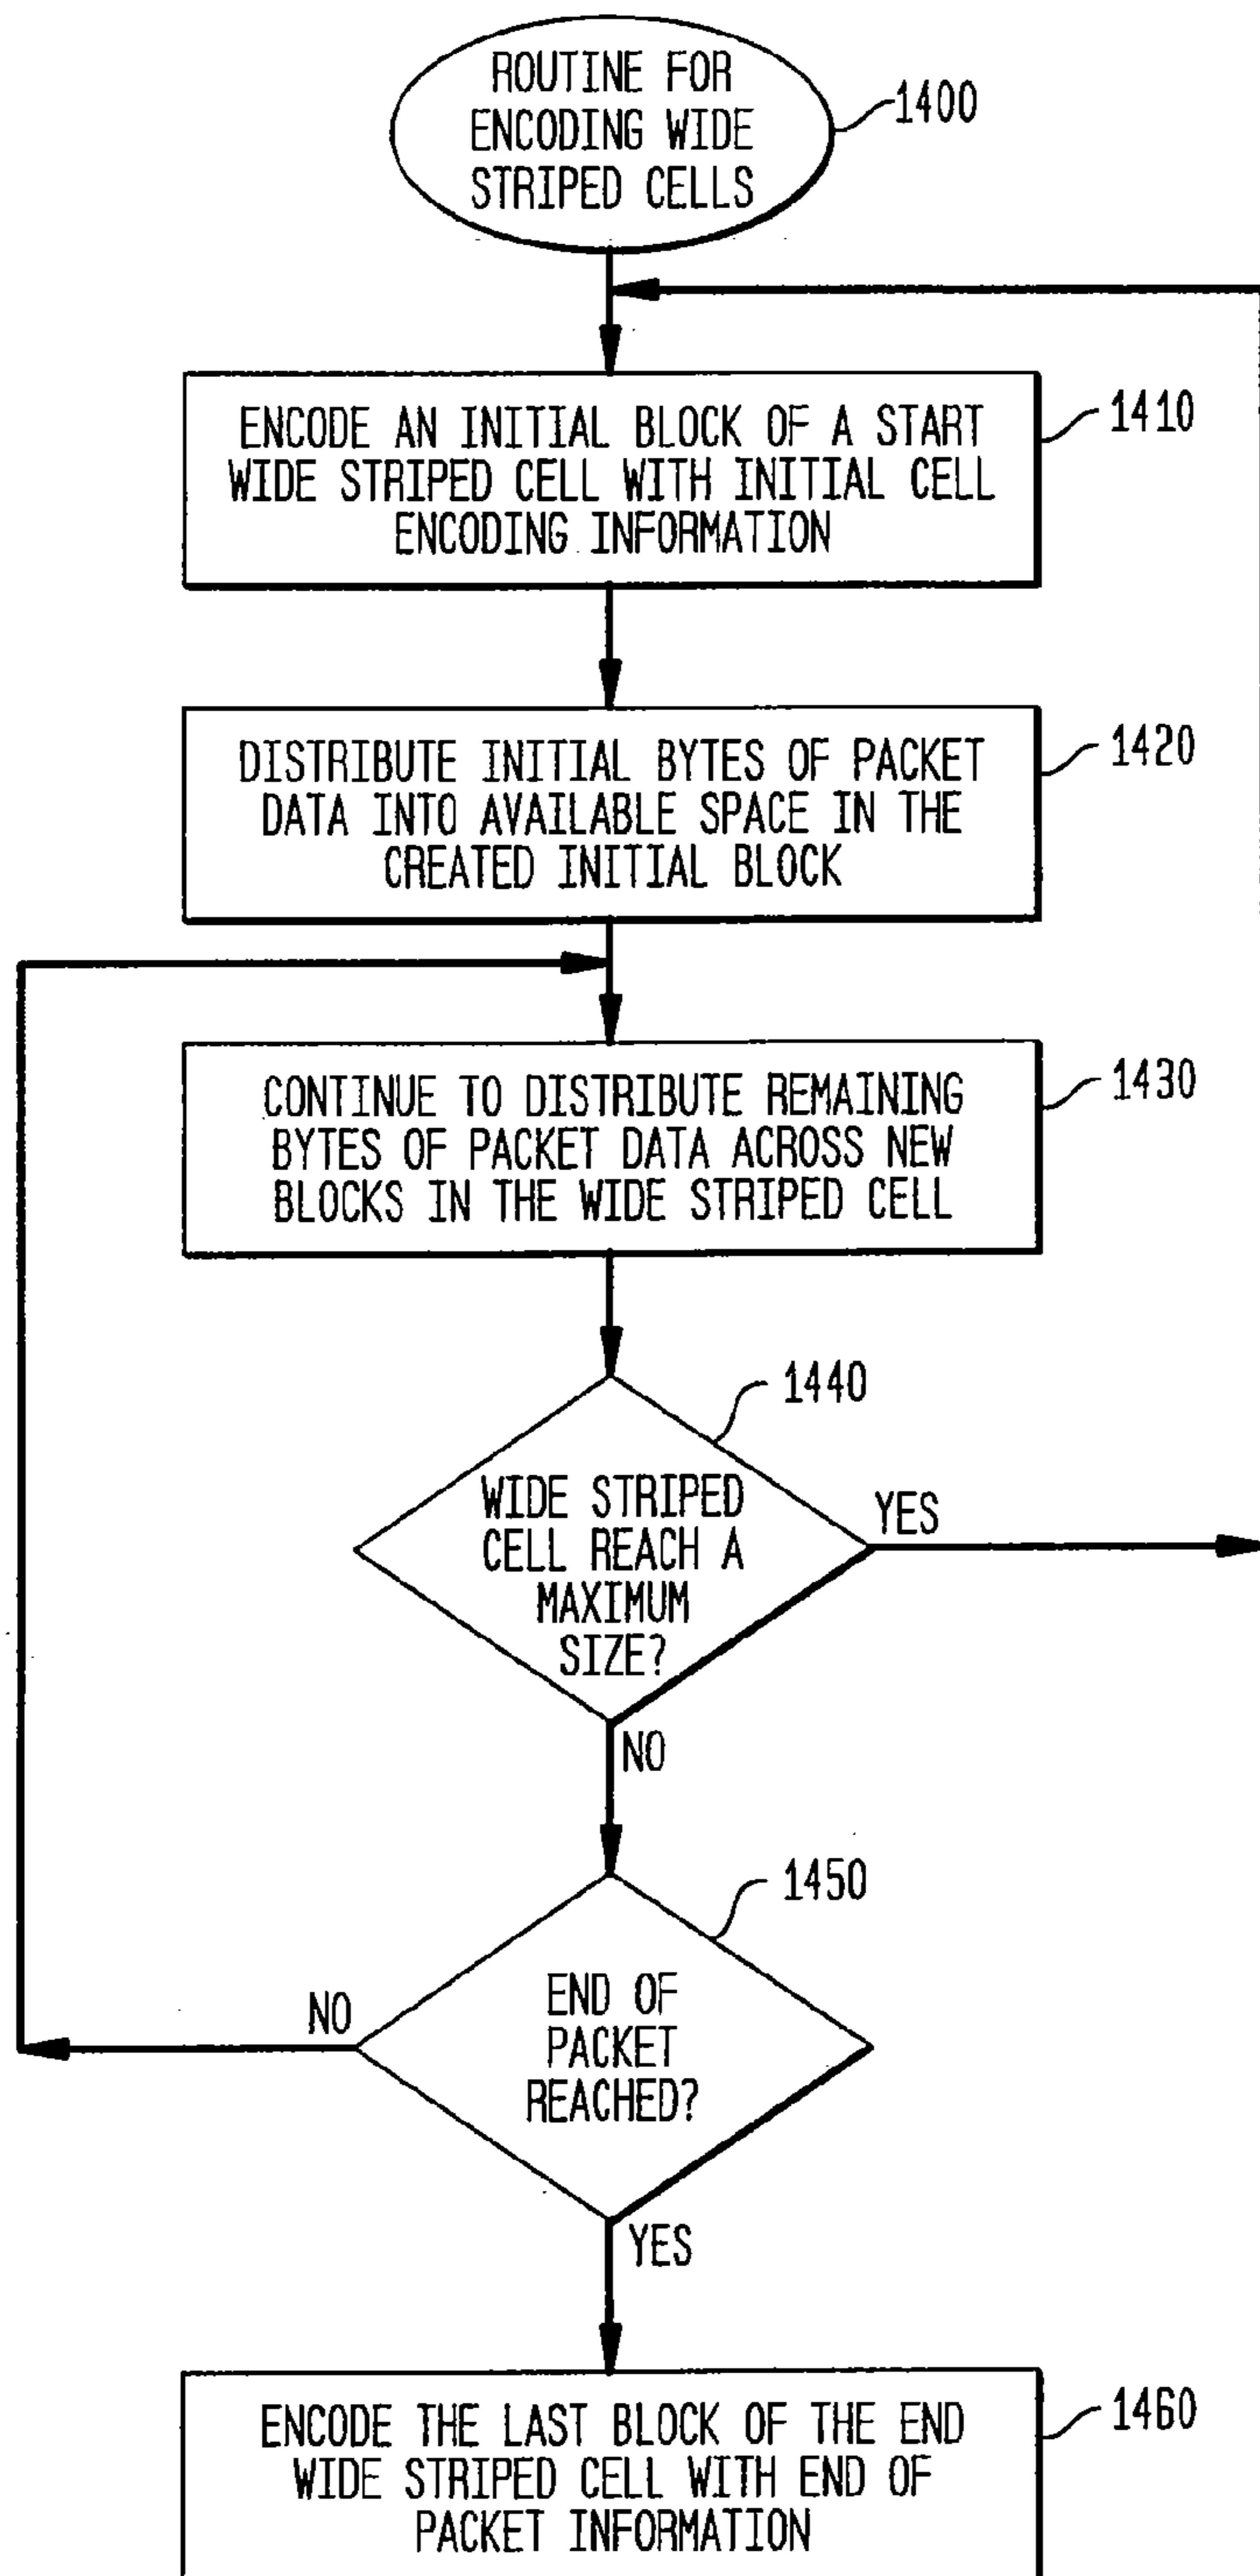 ROUTINE FOR
ENCODING WIDE
STRIPED CELLS
1400
ENCODE AN INITIAL BLOCK OF A START
WIDE STRIPED CELL WITH INITIAL CELL
ENCODING INFORMATION
1410
DISTRIBUTE INITIAL BYTES OF PACKET
DATA INTO AVAILABLE SPACE IN THE
CREATED INITIAL BLOCK
1420
CONTINUE TO DISTRIBUTE REMAINING
BYTES OF PACKET DATA ACROSS NEW
BLOCKS IN THE WIDE STRIPED CELL
1430
1440
WIDE STRIPED
CELL REACH A
MAXIMUM
SIZE?
YES
NO
1450
END OF
PACKET
REACHED?
NO
YES
ENCODE THE LAST BLOCK OF THE END
WIDE STRIPED CELL WITH END OF
PACKET INFORMATION
1460